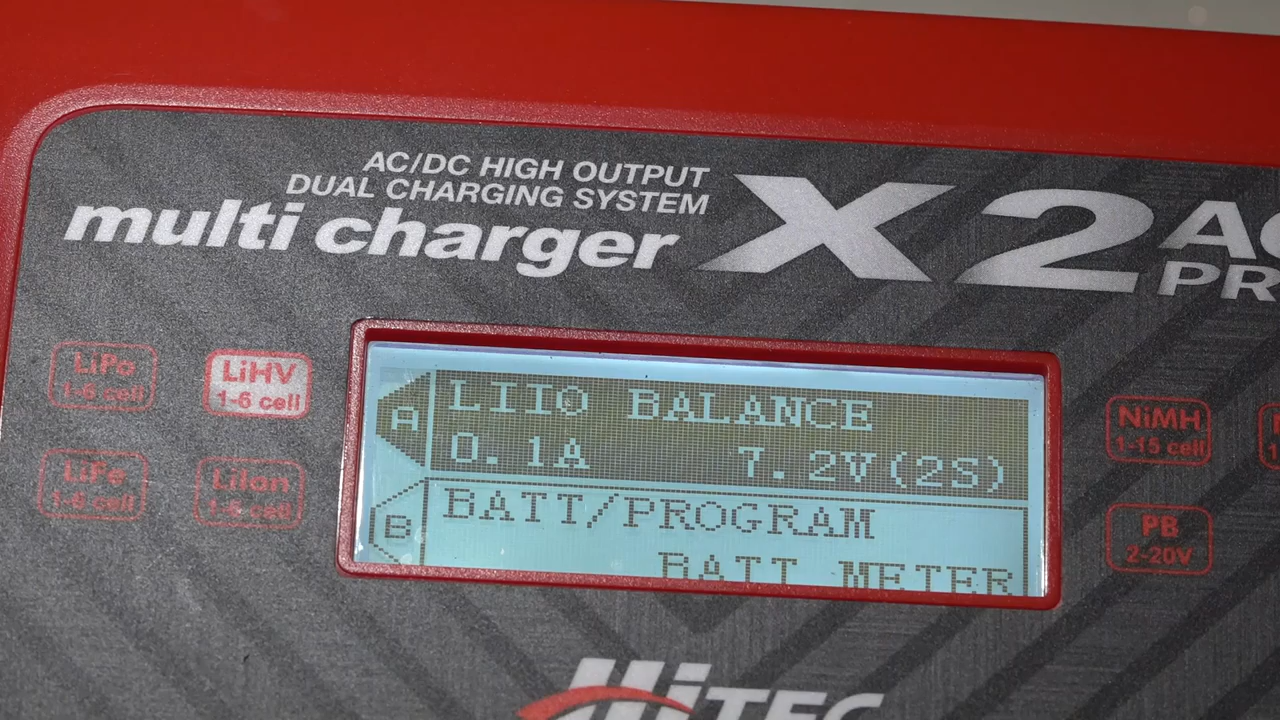 AC/DC HIGH OUTPUT
DUAL CHARGING SYSTEM
multi charger X2 AC
PR
LiPo
1-6 cell
LiHV
1-6 cell
LiFe
1-6 cell
LiIon
1-6 cell
A
LIIO BALANCE
0.1A 7.2V(2S)
B
BATT/PROGRAM
BATT METER
NiMH
1-15 cell
PB
2-20V
HiTEC